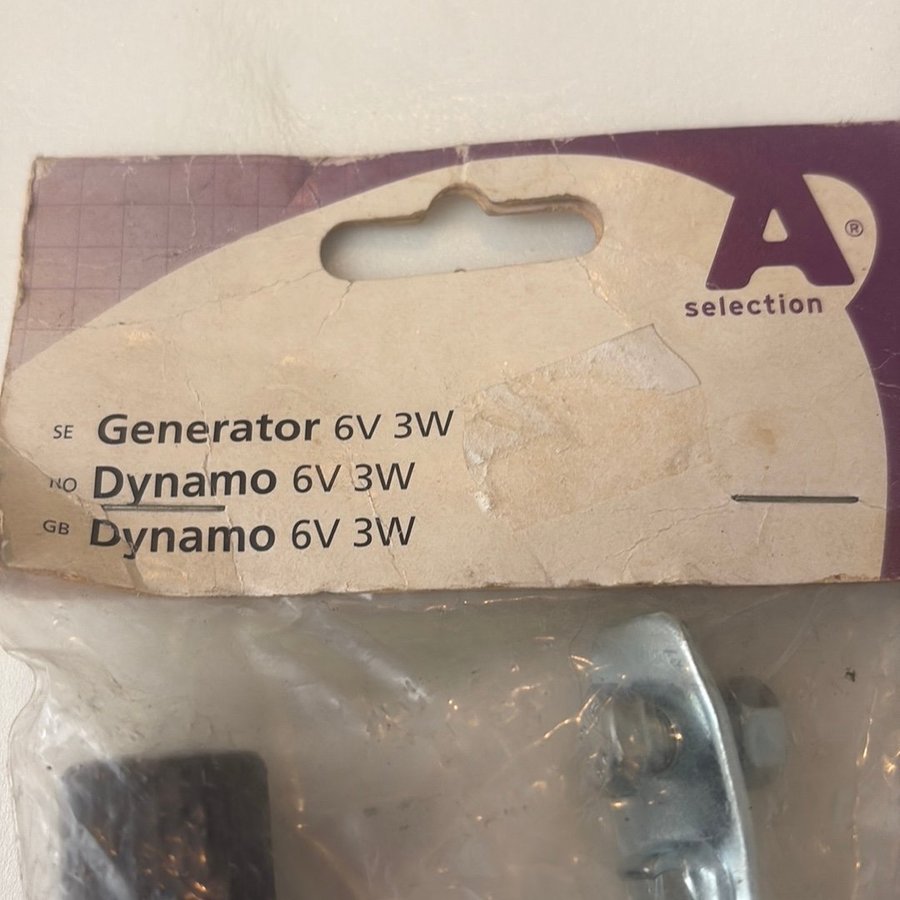 A®
selection
SE Generator 6V 3W
NO Dynamo 6V 3W
GB Dynamo 6V 3W